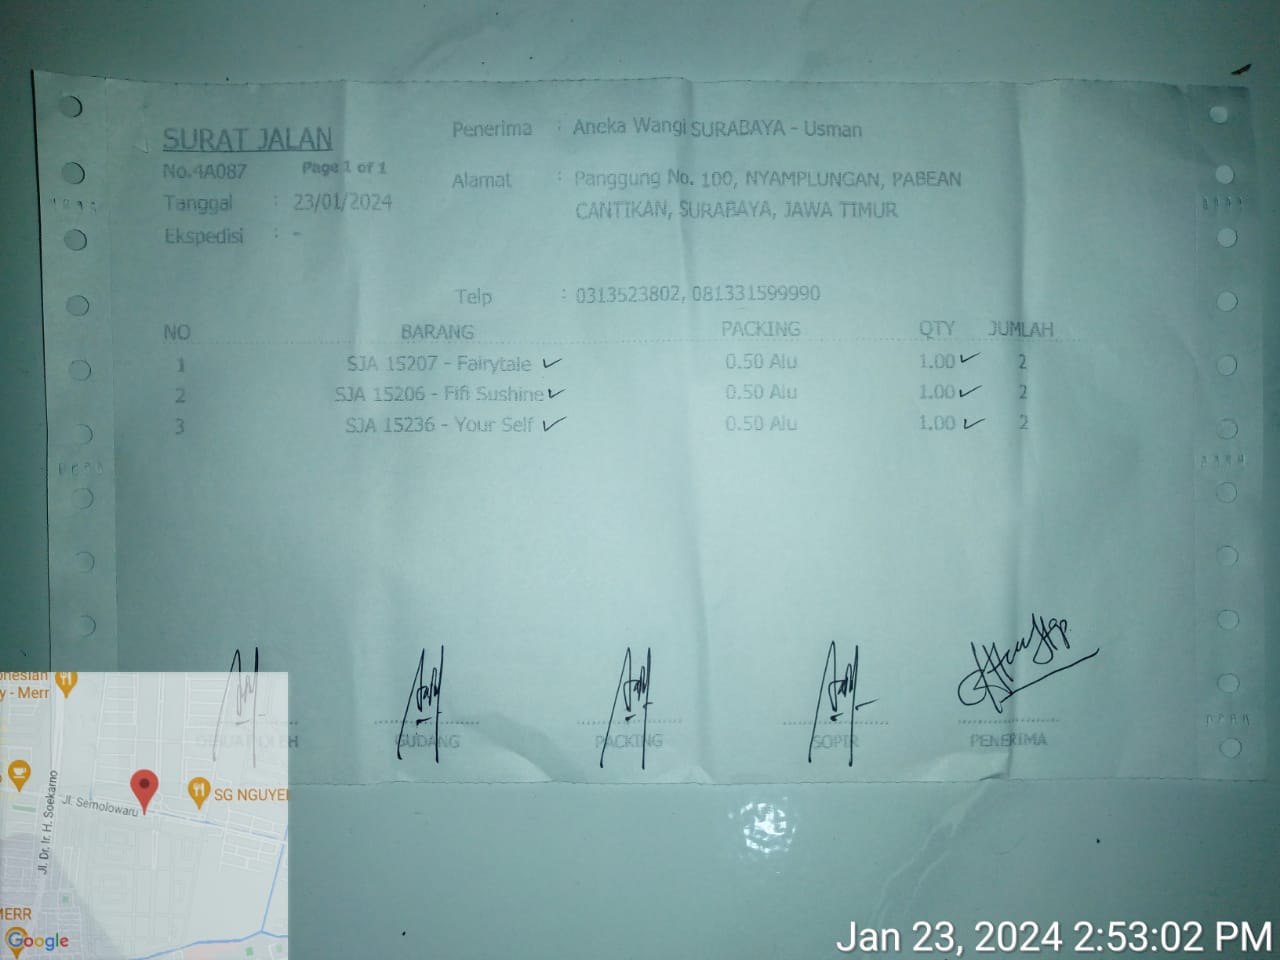 SURAT JALAN
No.4A087 Page 1 of 1
Tanggal : 23/01/2024
Ekspedisi : -
Penerima : Aneka Wangi SURABAYA - Usman
Alamat : Panggung No. 100, NYAMPLUNGAN, PABEAN
CANTIKAN, SURABAYA, JAWA TIMUR
Telp : 0313523802, 081331599990
NO BARANG PACKING QTY JUMLAH
1 SJA 15207 - Fairytale ✓ 0.50 Alu 1.00 ✓ 2
2 SJA 15206 - Fifi Sushine ✓ 0.50 Alu 1.00 ✓ 2
3 SJA 15236 - Your Self ✓ 0.50 Alu 1.00 ✓ 2
DIBUAT OLEH GUDANG PACKING SOPIR PENERIMA
onesian
y - Merr
Jl. Dr. Ir. H. Soekarno
Jl. Semolowaru
SG NGUYEN
MERR
Google
Jan 23, 2024 2:53:02 PM